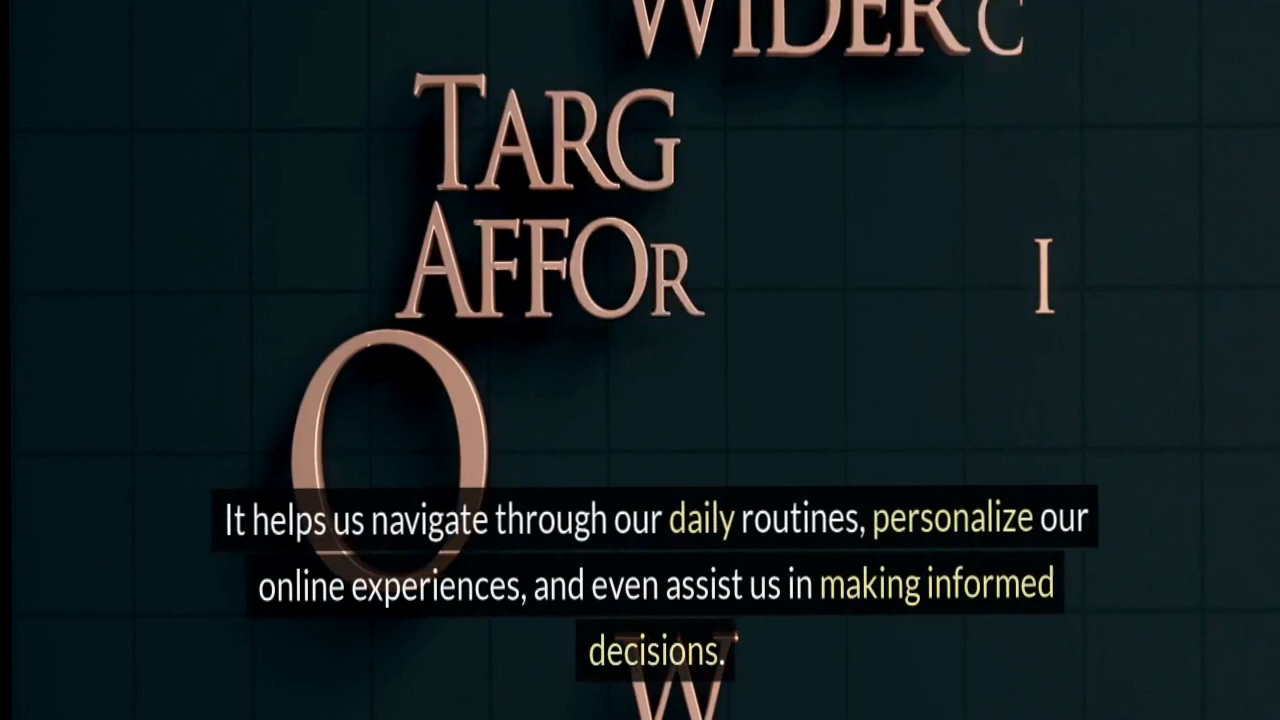 WIDER C
TARG
AFFOR
I
O
It helps us navigate through our daily routines, personalize our
online experiences, and even assist us in making informed
decisions.
W